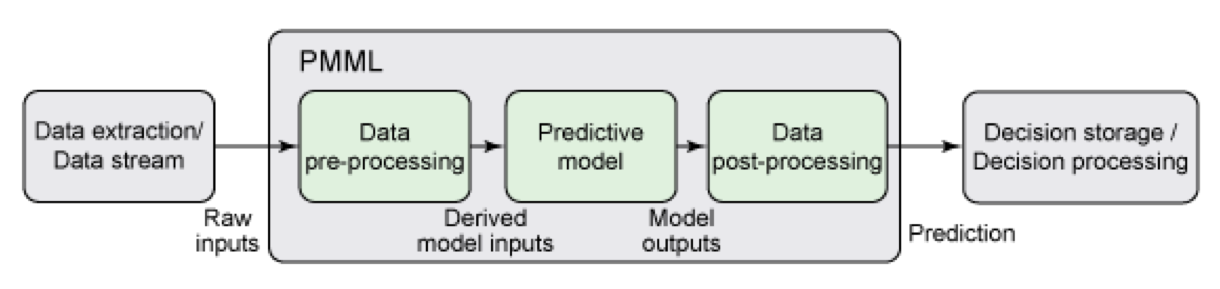 PMML
Data extraction/
Data stream
Data
pre-processing
Predictive
model
Data
post-processing
Decision storage /
Decision processing
Raw
inputs
Derived
model inputs
Model
outputs
Prediction